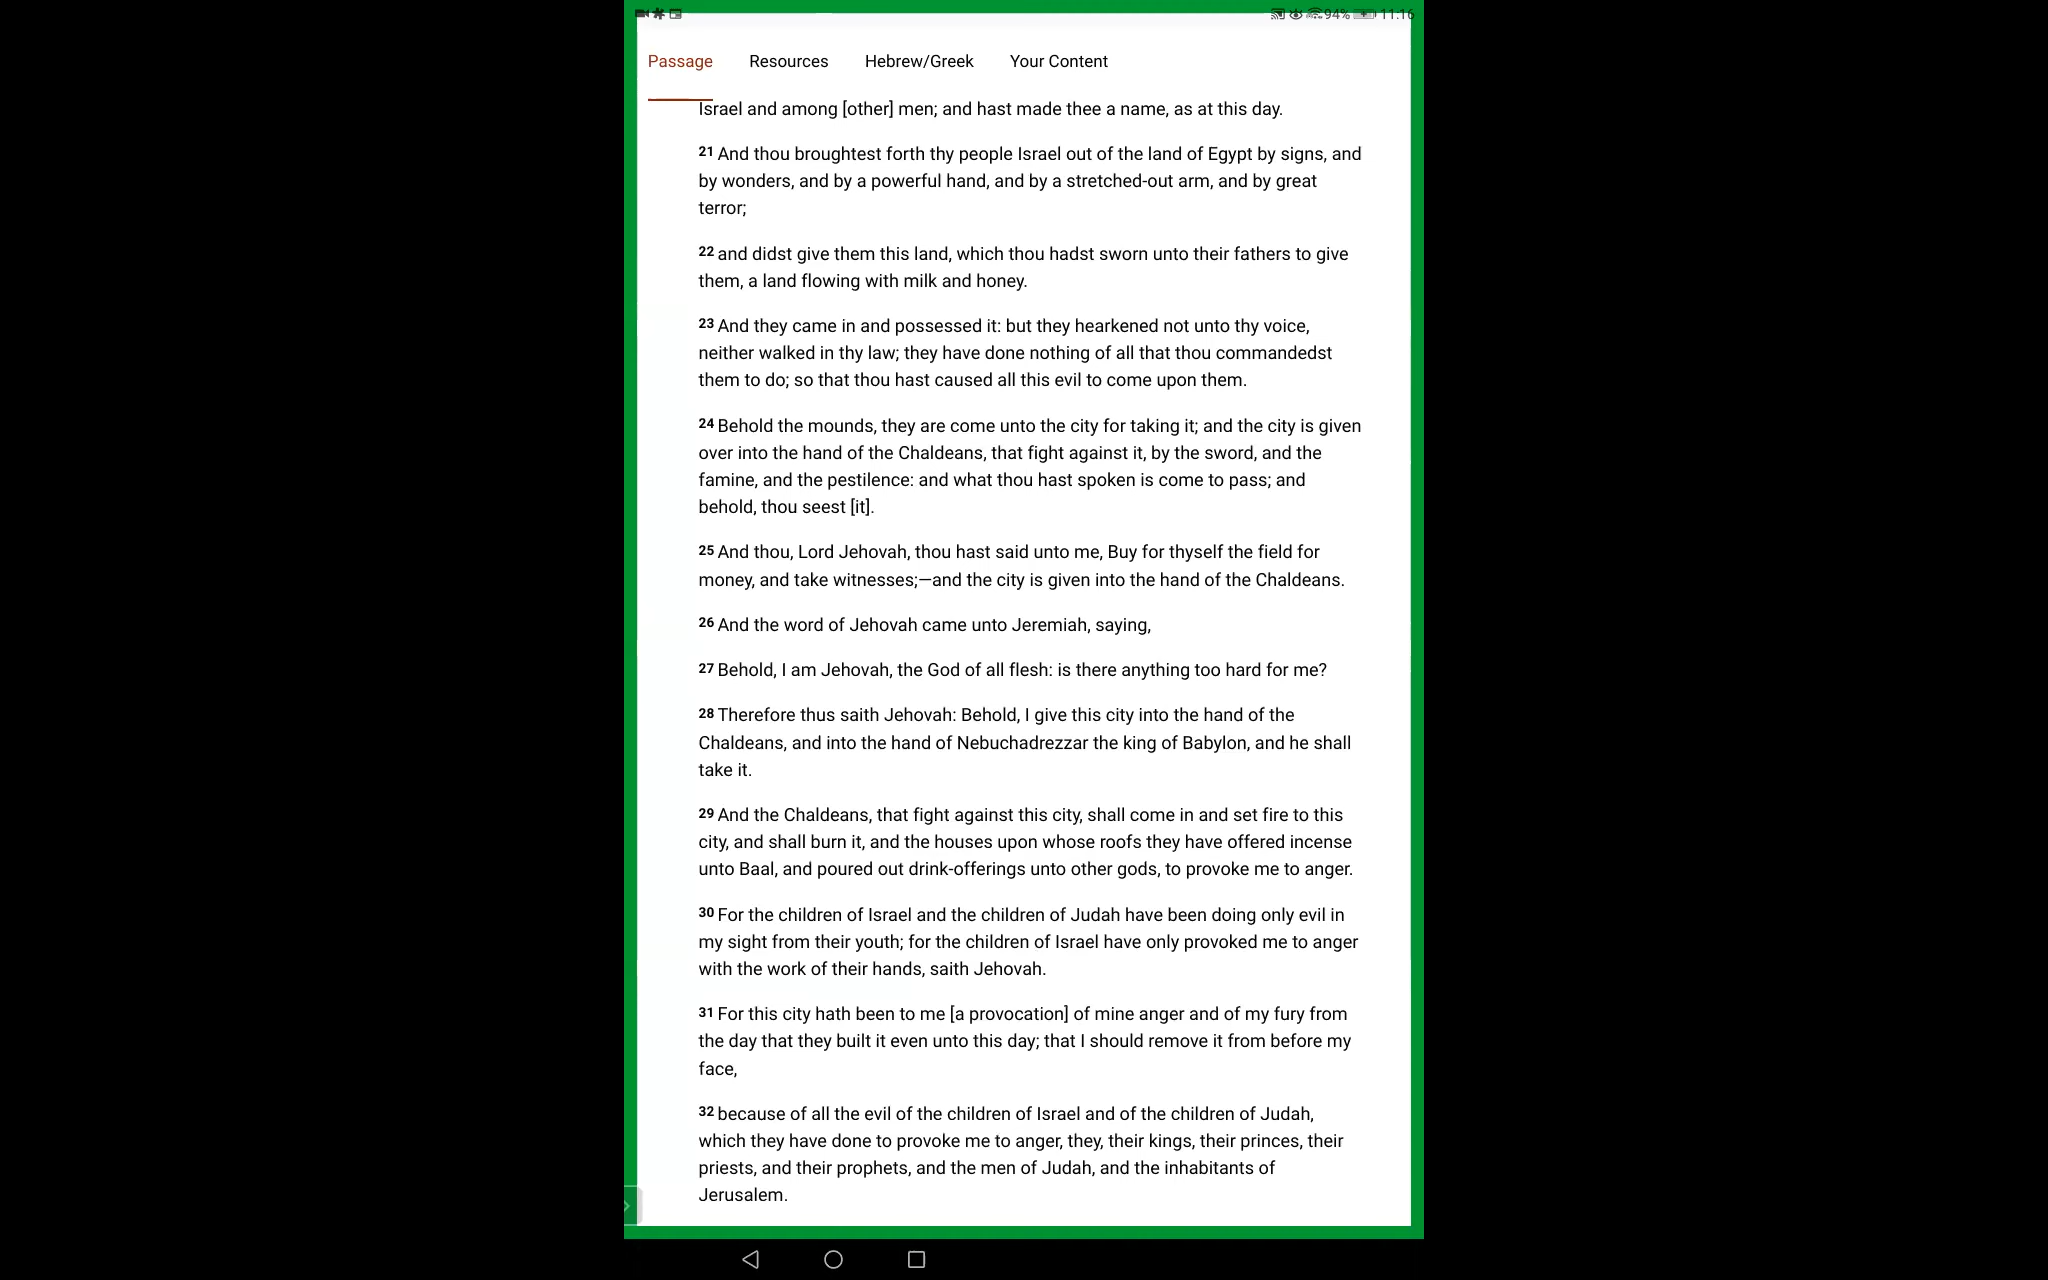 94% 11:16
Passage Resources Hebrew/Greek Your Content
Israel and among [other] men; and hast made thee a name, as at this day.
21 And thou broughtest forth thy people Israel out of the land of Egypt by signs, and
by wonders, and by a powerful hand, and by a stretched-out arm, and by great
terror;
22 and didst give them this land, which thou hadst sworn unto their fathers to give
them, a land flowing with milk and honey.
23 And they came in and possessed it: but they hearkened not unto thy voice,
neither walked in thy law; they have done nothing of all that thou commandedst
them to do; so that thou hast caused all this evil to come upon them.
24 Behold the mounds, they are come unto the city for taking it; and the city is given
over into the hand of the Chaldeans, that fight against it, by the sword, and the
famine, and the pestilence: and what thou hast spoken is come to pass; and
behold, thou seest [it].
25 And thou, Lord Jehovah, thou hast said unto me, Buy for thyself the field for
money, and take witnesses;—and the city is given into the hand of the Chaldeans.
26 And the word of Jehovah came unto Jeremiah, saying,
27 Behold, I am Jehovah, the God of all flesh: is there anything too hard for me?
28 Therefore thus saith Jehovah: Behold, I give this city into the hand of the
Chaldeans, and into the hand of Nebuchadrezzar the king of Babylon, and he shall
take it.
29 And the Chaldeans, that fight against this city, shall come in and set fire to this
city, and shall burn it, and the houses upon whose roofs they have offered incense
unto Baal, and poured out drink-offerings unto other gods, to provoke me to anger.
30 For the children of Israel and the children of Judah have been doing only evil in
my sight from their youth; for the children of Israel have only provoked me to anger
with the work of their hands, saith Jehovah.
31 For this city hath been to me [a provocation] of mine anger and of my fury from
the day that they built it even unto this day; that I should remove it from before my
face,
32 because of all the evil of the children of Israel and of the children of Judah,
which they have done to provoke me to anger, they, their kings, their princes, their
priests, and their prophets, and the men of Judah, and the inhabitants of
Jerusalem.